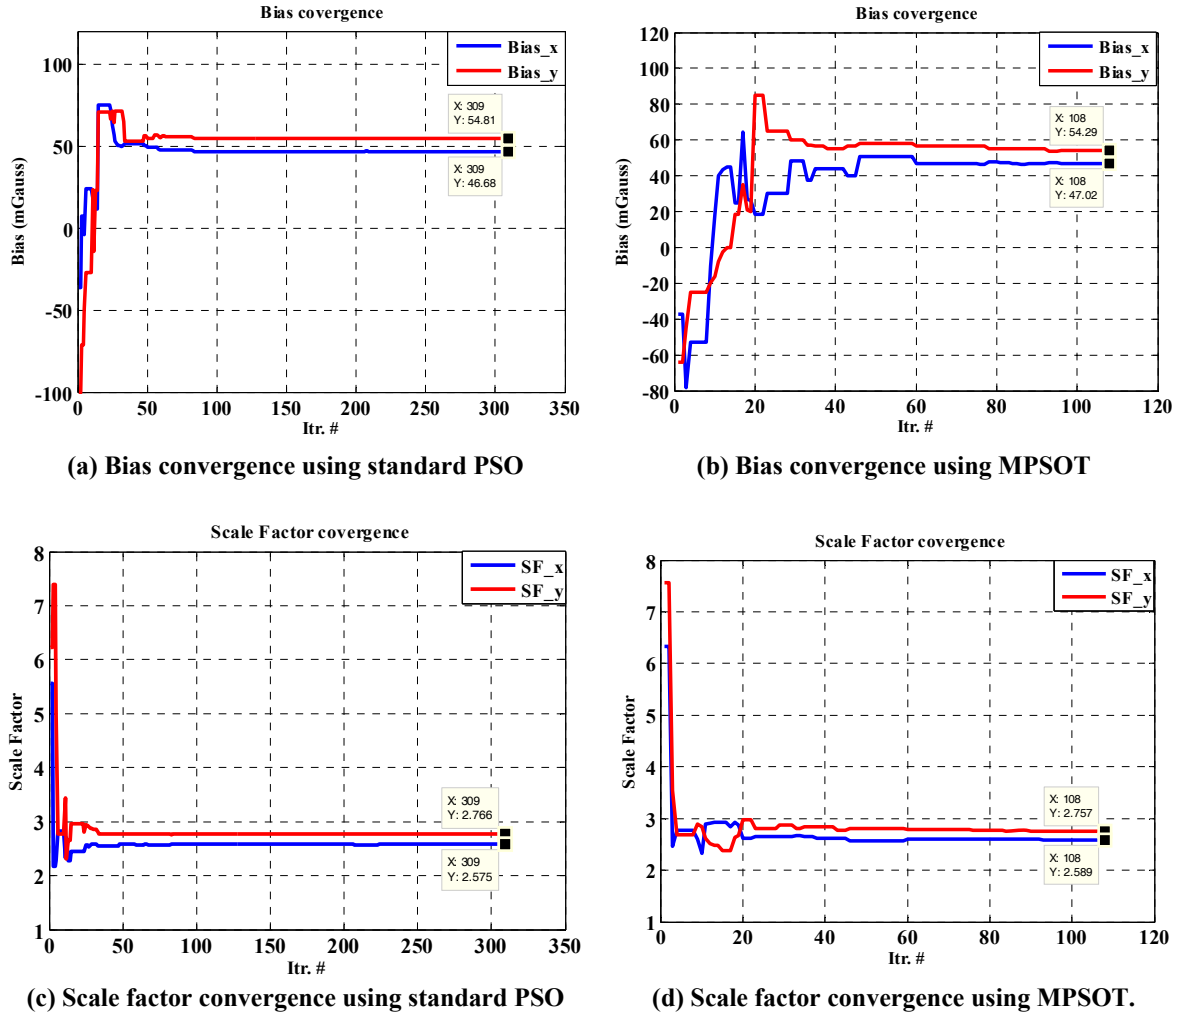 Bias covergence
Bias_x
Bias_y
X: 309
Y: 54.81
X: 309
Y: 46.68
100
50
0
-50
-100
Bias (mGauss)
0
50
100
150
200
250
300
350
Itr. #
(a) Bias convergence using standard PSO
Bias covergence
Bias_x
Bias_y
X: 108
Y: 54.29
X: 108
Y: 47.02
120
100
80
60
40
20
0
-20
-40
-60
-80
Bias (mGauss)
0
20
40
60
80
100
120
Itr. #
(b) Bias convergence using MPSOT
Scale Factor covergence
SF_x
SF_y
X: 309
Y: 2.766
X: 309
Y: 2.575
8
7
6
5
4
3
2
1
Scale Factor
0
50
100
150
200
250
300
350
Itr. #
(c) Scale factor convergence using standard PSO
Scale Factor covergence
SF_x
SF_y
X: 108
Y: 2.757
X: 108
Y: 2.589
8
7
6
5
4
3
2
1
Scale Factor
0
20
40
60
80
100
120
Itr. #
(d) Scale factor convergence using MPSOT.